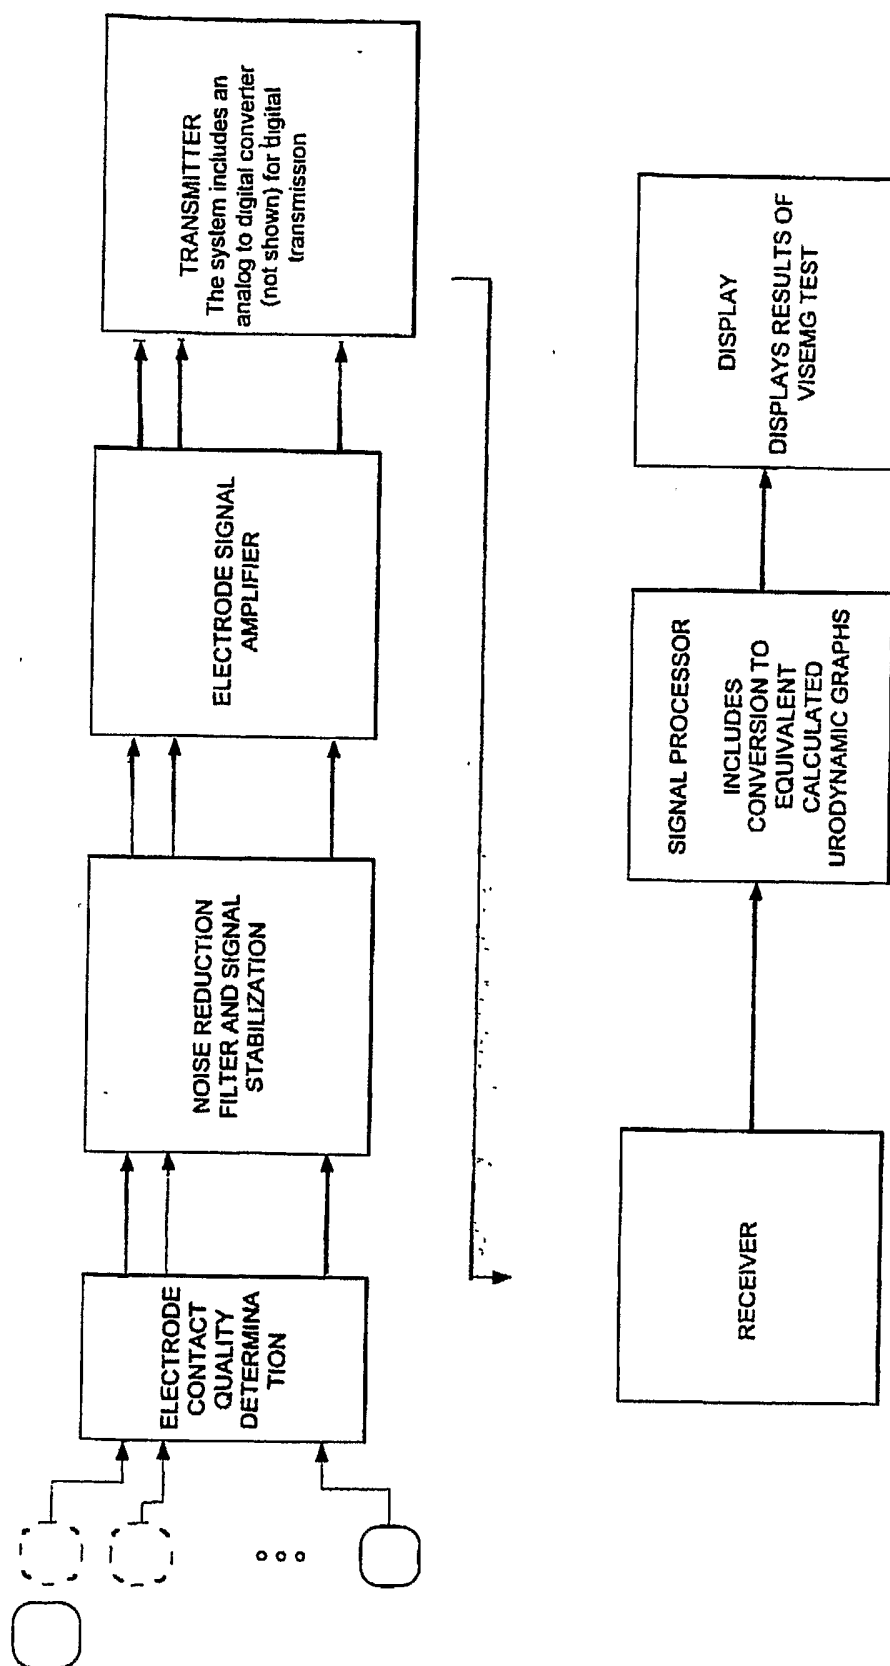 ELECTRODE
CONTACT
QUALITY
DETERMINA
TION
NOISE REDUCTION
FILTER AND SIGNAL
STABILIZATION
ELECTRODE SIGNAL
AMPLIFIER
TRANSMITTER
The system includes an
analog to digital converter
(not shown) for digital
transmission
RECEIVER
SIGNAL PROCESSOR
INCLUDES
CONVERSION TO
EQUIVALENT
CALCULATED
URODYNAMIC GRAPHS
DISPLAY
DISPLAYS RESULTS OF
VISEMG TEST